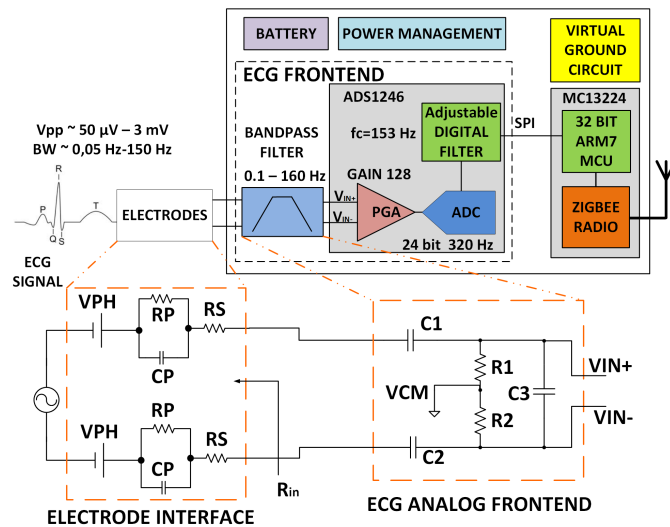 BATTERY
POWER MANAGEMENT
VIRTUAL
GROUND
CIRCUIT
ECG FRONTEND
ADS1246
MC13224
Vpp ~ 50 µV – 3 mV
BW ~ 0,05 Hz-150 Hz
BANDPASS
FILTER
0.1 – 160 Hz
fc=153 Hz
Adjustable
DIGITAL
FILTER
SPI
32 BIT
ARM7
MCU
GAIN 128
R
P
T
Q
S
ELECTRODES
VIN+
VIN-
PGA
ADC
ZIGBEE
RADIO
24 bit 320 Hz
ECG
SIGNAL
VPH
RP
RS
CP
C1
R1
VIN+
VCM
C3
R2
VIN-
VPH
RP
RS
CP
C2
Rin
ELECTRODE INTERFACE
ECG ANALOG FRONTEND